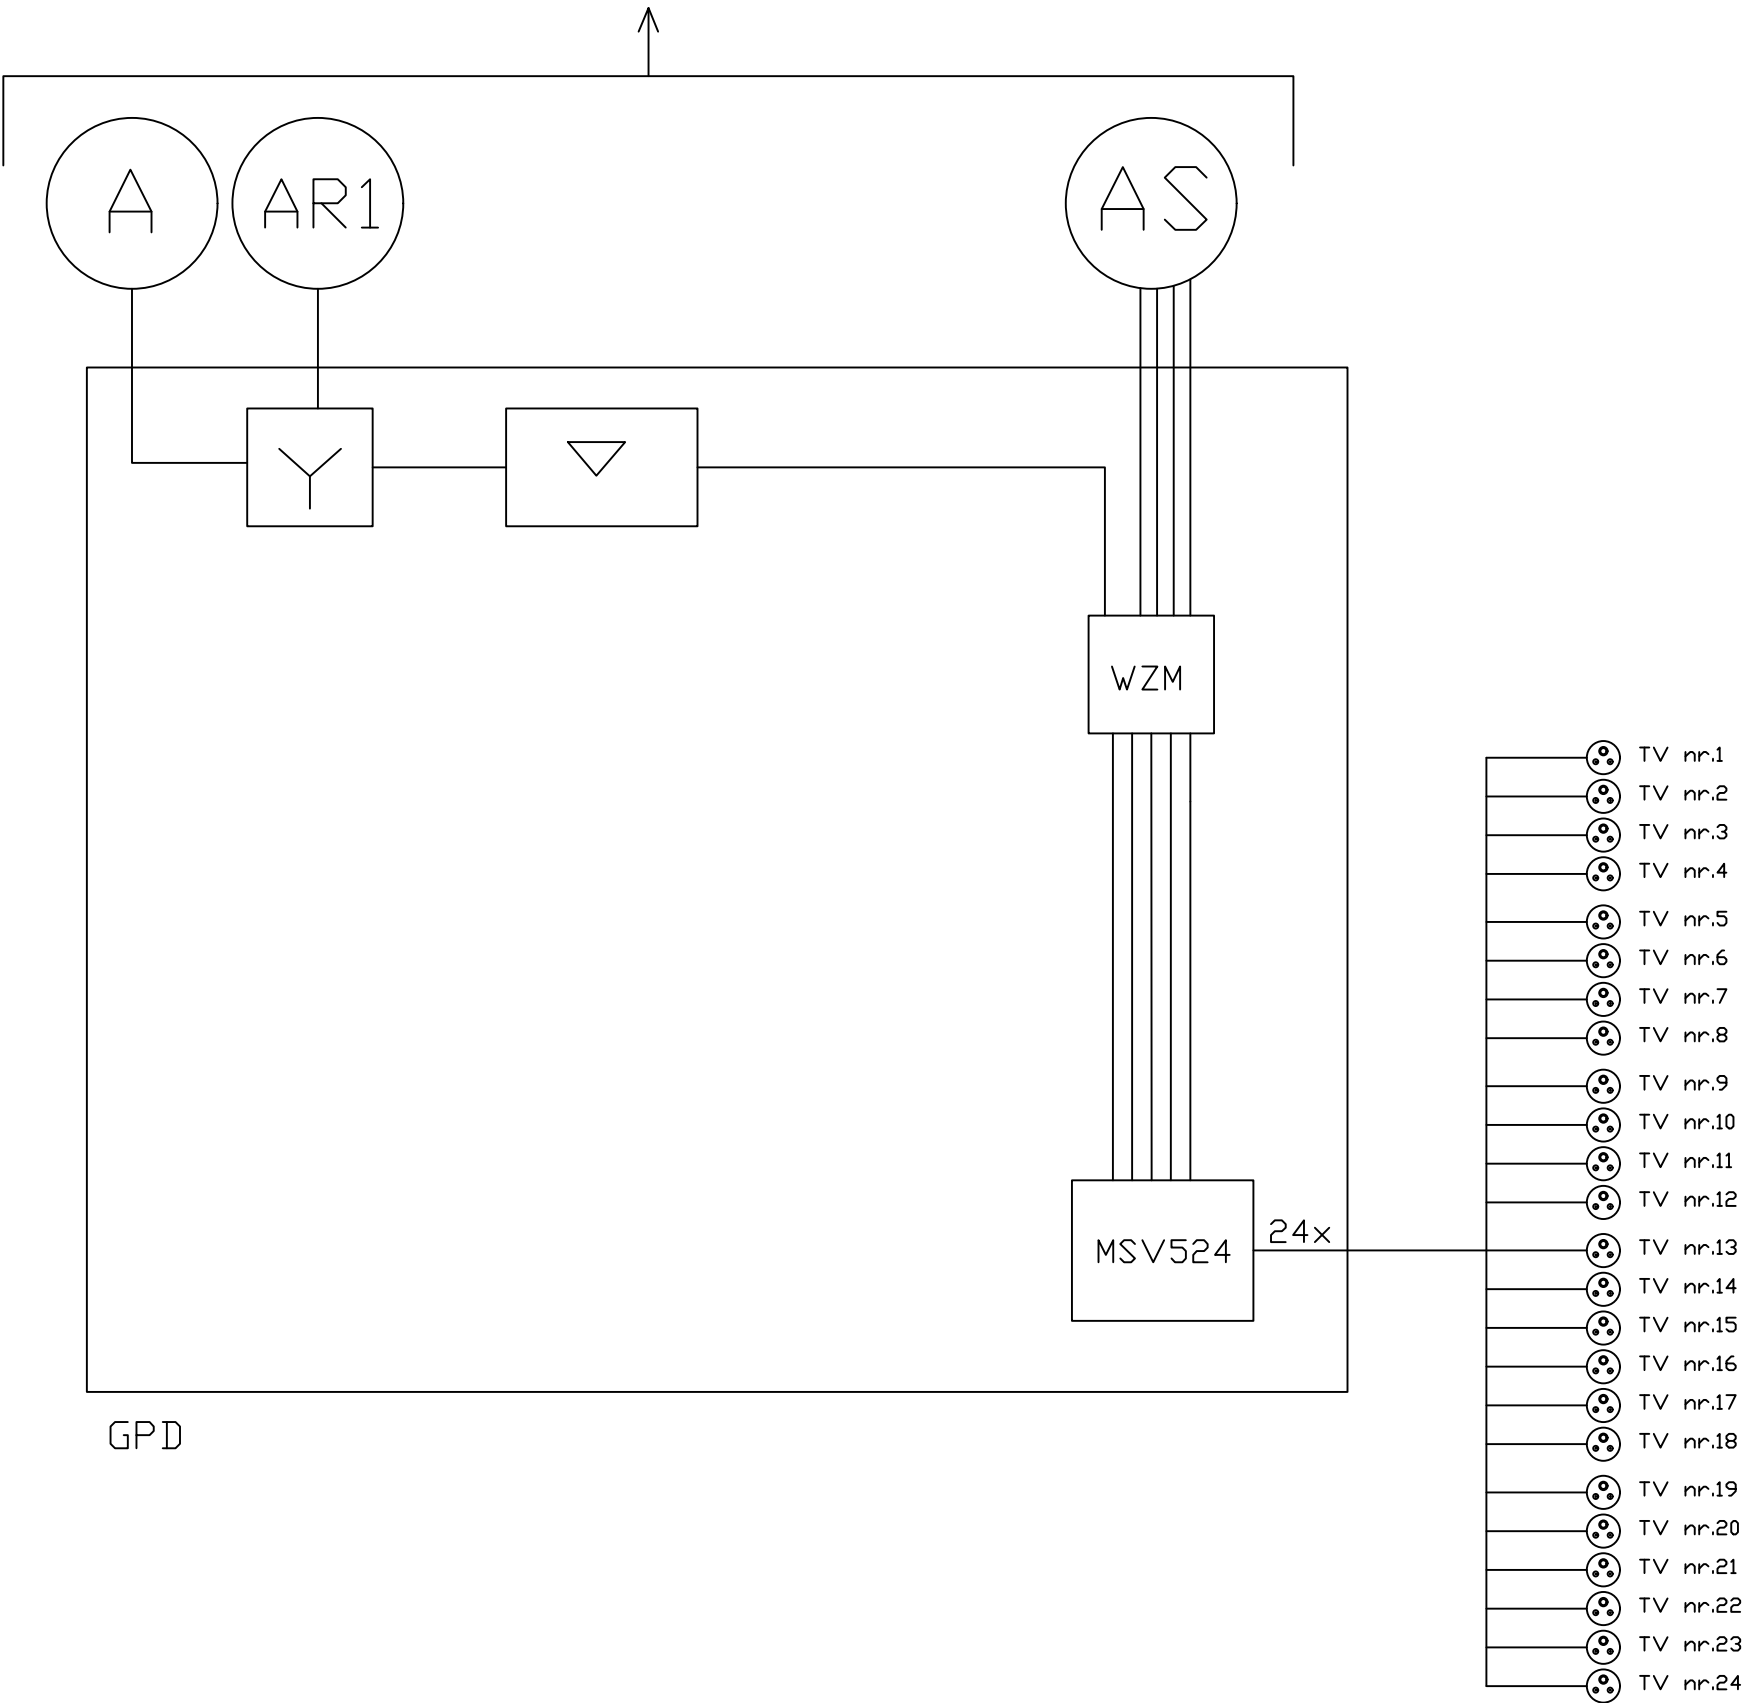 A
AR1
AS
WZM
TV nr.1
TV nr.2
TV nr.3
TV nr.4
TV nr.5
TV nr.6
TV nr.7
TV nr.8
TV nr.9
TV nr.10
TV nr.11
TV nr.12
MSV524
24x
TV nr.13
TV nr.14
TV nr.15
TV nr.16
TV nr.17
TV nr.18
GPD
TV nr.19
TV nr.20
TV nr.21
TV nr.22
TV nr.23
TV nr.24